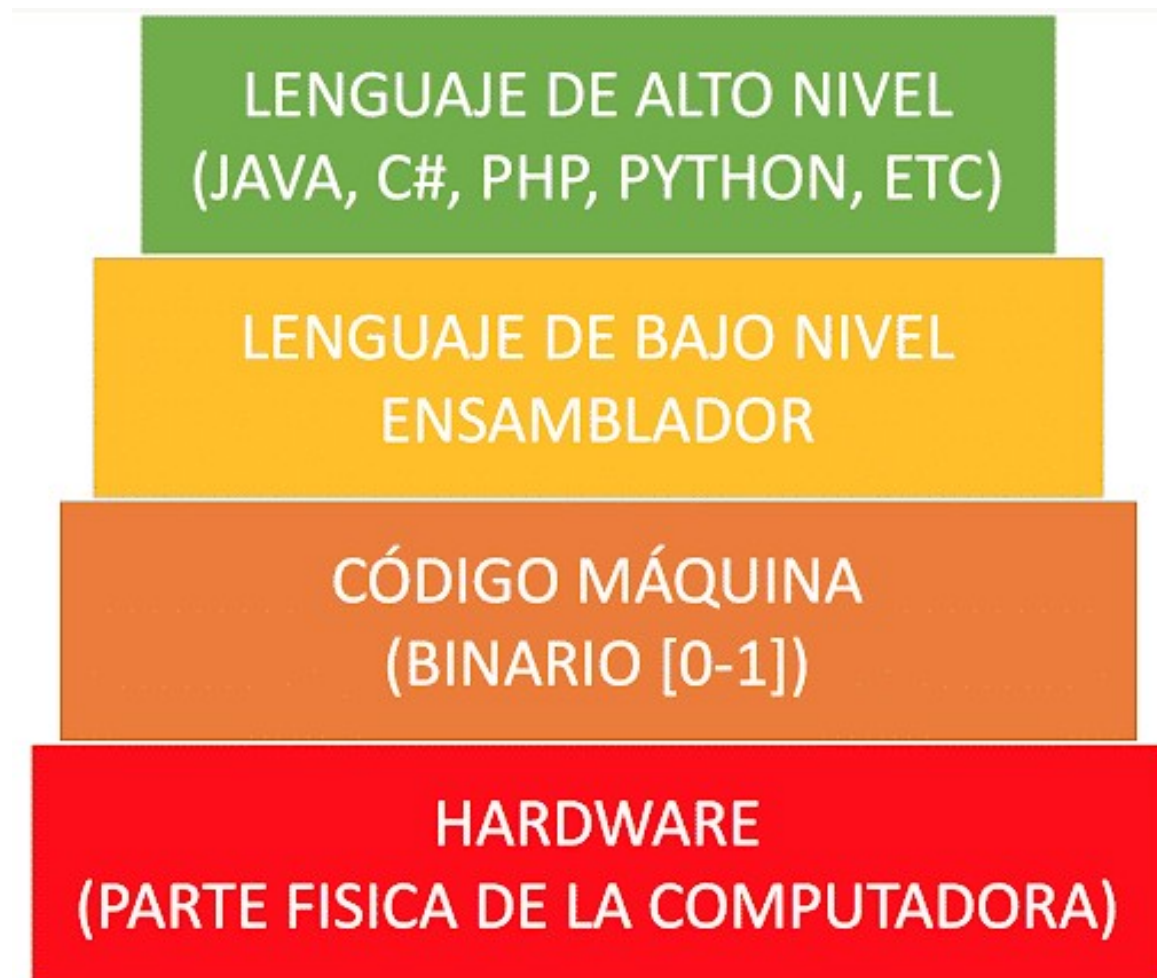 LENGUAJE DE ALTO NIVEL
(JAVA, C#, PHP, PYTHON, ETC)
LENGUAJE DE BAJO NIVEL
ENSAMBLADOR
CÓDIGO MÁQUINA
(BINARIO [0-1])
HARDWARE
(PARTE FISICA DE LA COMPUTADORA)